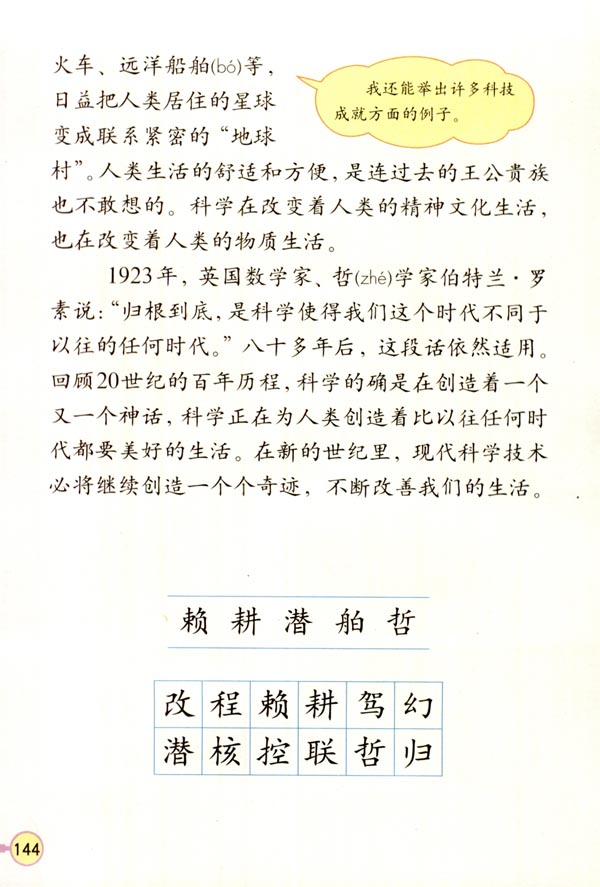 火车、远洋船舶(bó)等，
日益把人类居住的星球
变成联系紧密的“地球
村”。人类生活的舒适和方便，是连过去的王公贵族
也不敢想的。科学在改变着人类的精神文化生活，
也在改变着人类的物质生活。
我还能举出许多科技
成就方面的例子。
1923年，英国数学家、哲(zhé)学家伯特兰·罗
素说：“归根到底，是科学使得我们这个时代不同于
以往的任何时代。”八十多年后，这段话依然适用。
回顾20世纪的百年历程，科学的确是在创造着一个
又一个神话，科学正在为人类创造着比以往任何时
代都要美好的生活。在新的世纪里，现代科学技术
必将继续创造一个个奇迹，不断改善我们的生活。
赖 耕 潜 舶 哲
改 程 赖 耕 驾 幻
潜 核 控 联 哲 归
144